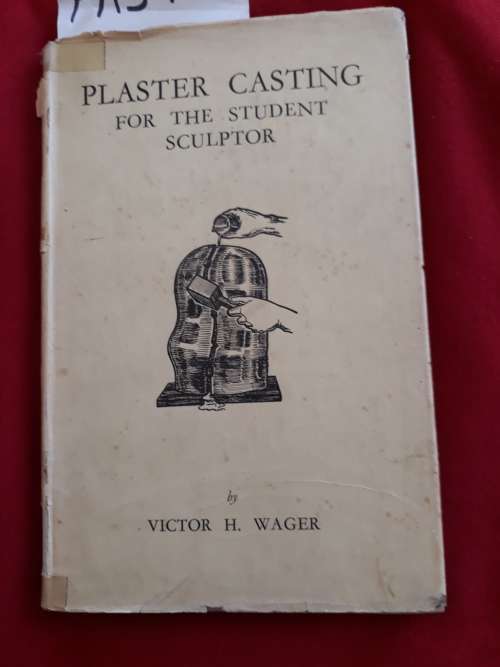 PLASTER CASTING
FOR THE STUDENT
SCULPTOR
by
VICTOR H. WAGER